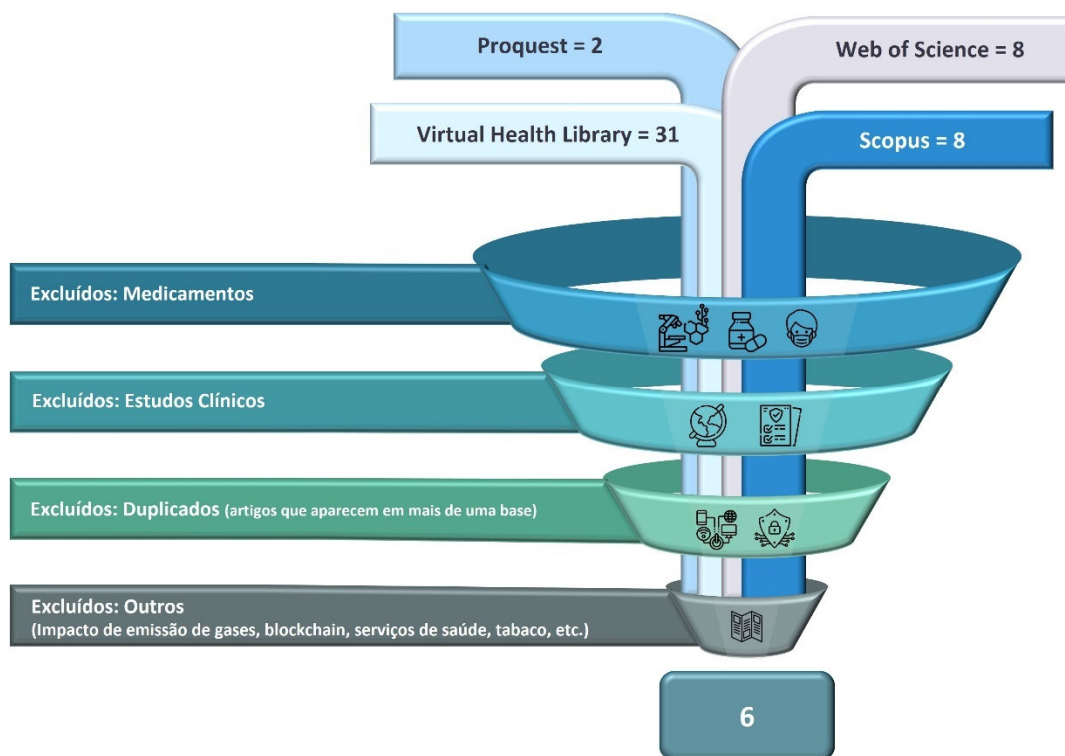 Proquest = 2
Web of Science = 8
Virtual Health Library = 31
Scopus = 8
Excluídos: Medicamentos
Excluídos: Estudos Clínicos
Excluídos: Duplicados (artigos que aparecem em mais de uma base)
Excluídos: Outros
(Impacto de emissão de gases, blockchain, serviços de saúde, tabaco, etc.)
6